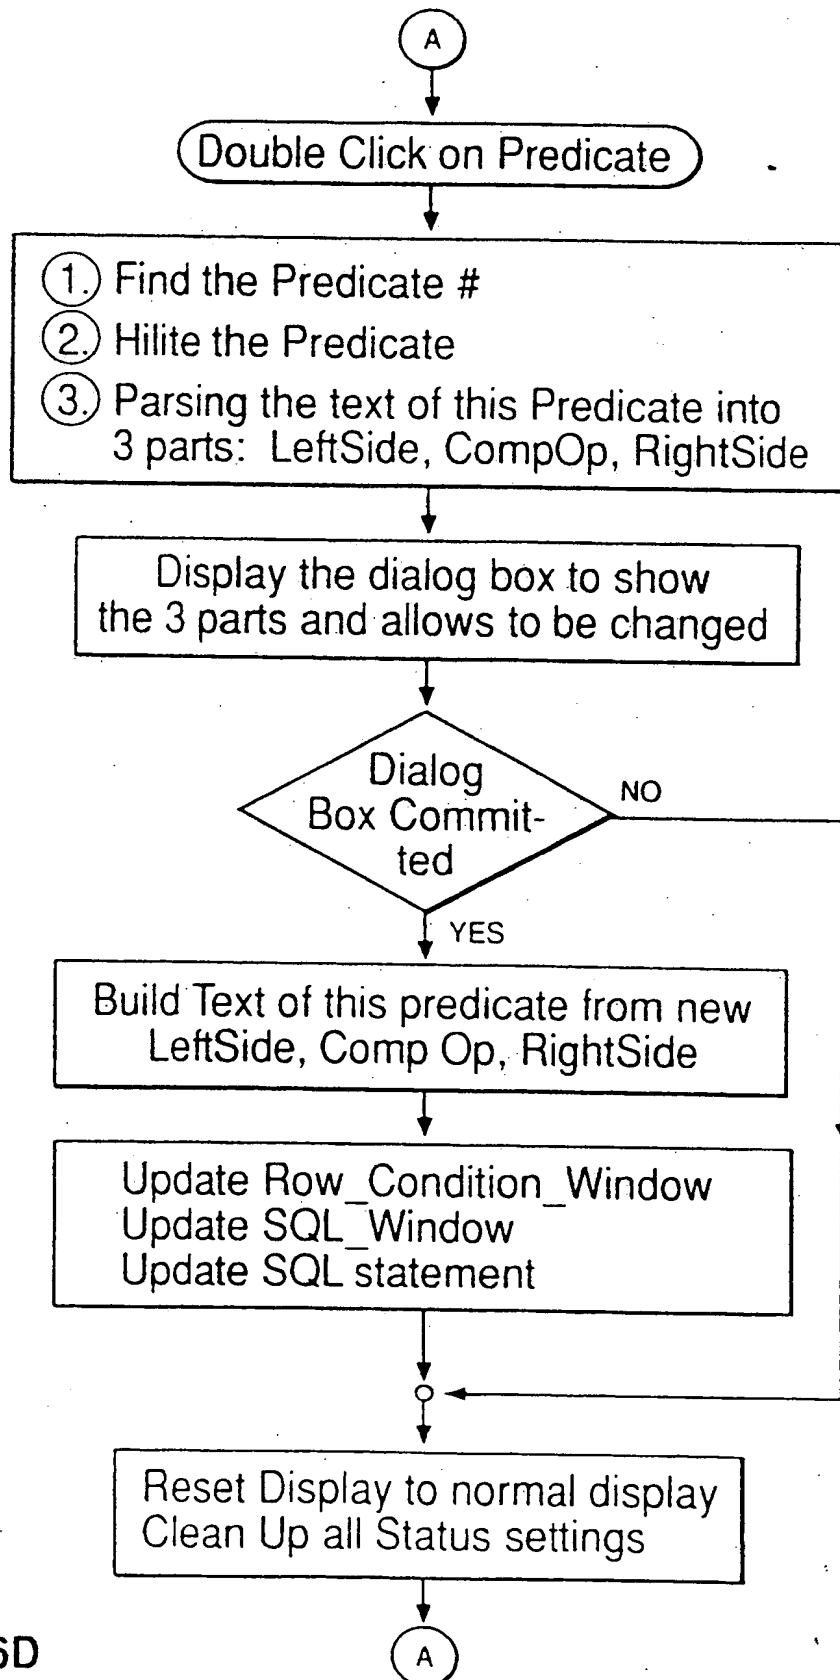 A
Double Click on Predicate
1. Find the Predicate #
2. Hilite the Predicate
3. Parsing the text of this Predicate into
3 parts: LeftSide, CompOp, RightSide
Display the dialog box to show
the 3 parts and allows to be changed
Dialog
Box Commit-
ted
NO
YES
Build Text of this predicate from new
LeftSide, Comp Op, RightSide
Update Row_Condition_Window
Update SQL_Window
Update SQL statement
Reset Display to normal display
Clean Up all Status settings
A
6D